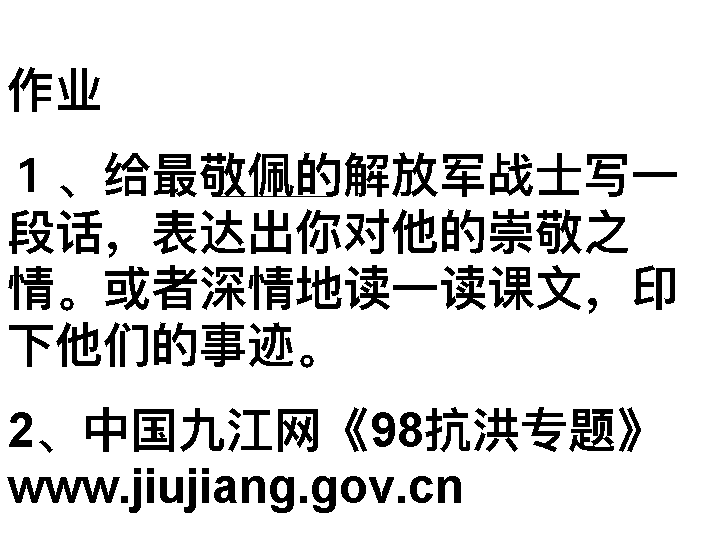 作业
１、给最敬佩的解放军战士写一
段话，表达出你对他的崇敬之
情。或者深情地读一读课文，印
下他们的事迹。
2、中国九江网《98抗洪专题》
www.jiujiang.gov.cn